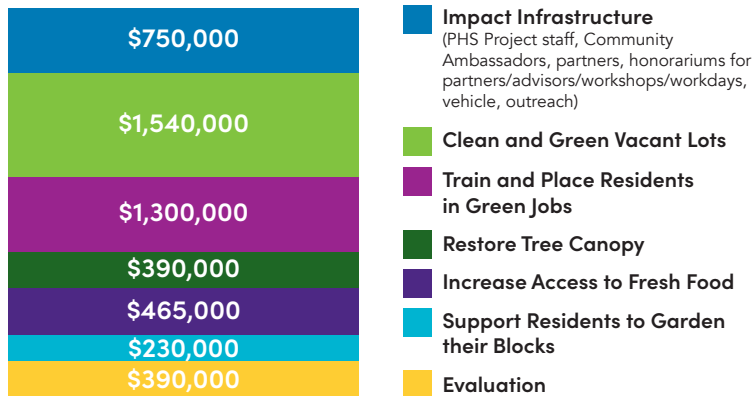 $750,000
$1,540,000
$1,300,000
$390,000
$465,000
$230,000
$390,000
Impact Infrastructure
(PHS Project staff, Community
Ambassadors, partners, honorariums for
partners/advisors/workshops/workdays,
vehicle, outreach)
Clean and Green Vacant Lots
Train and Place Residents
in Green Jobs
Restore Tree Canopy
Increase Access to Fresh Food
Support Residents to Garden
their Blocks
Evaluation